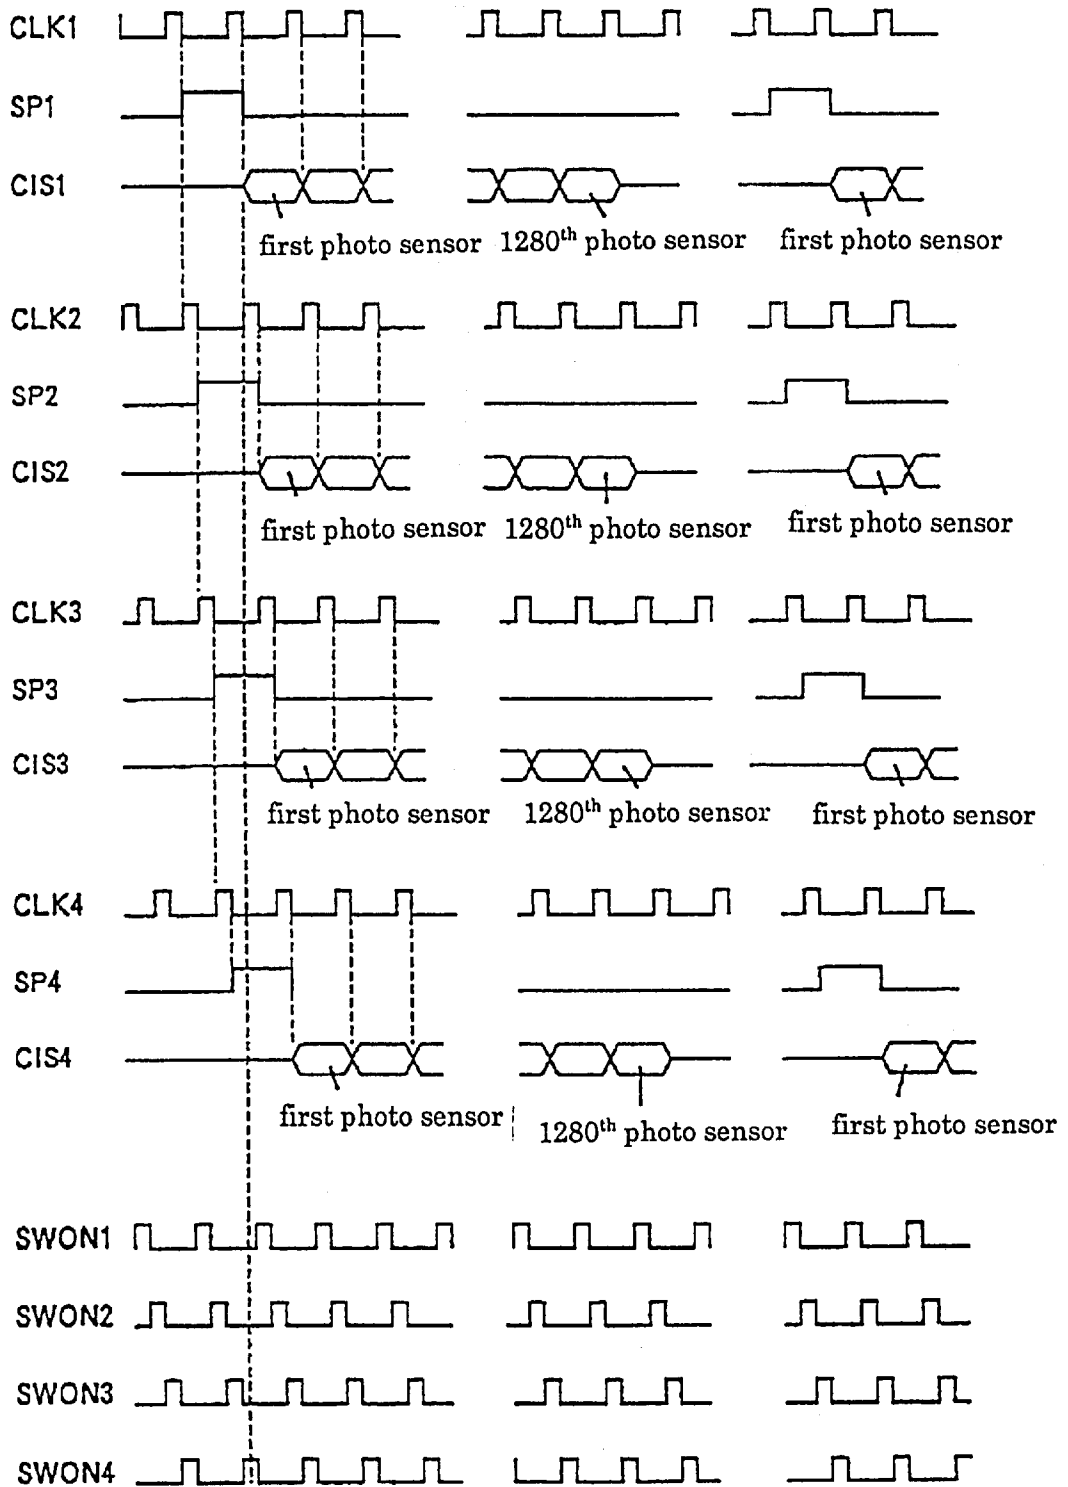 CLK1
SP1
CIS1
first photo sensor 1280th photo sensor first photo sensor
CLK2
SP2
CIS2
first photo sensor 1280th photo sensor first photo sensor
CLK3
SP3
CIS3
first photo sensor 1280th photo sensor first photo sensor
CLK4
SP4
CIS4
first photo sensor 1280th photo sensor first photo sensor
SWON1
SWON2
SWON3
SWON4